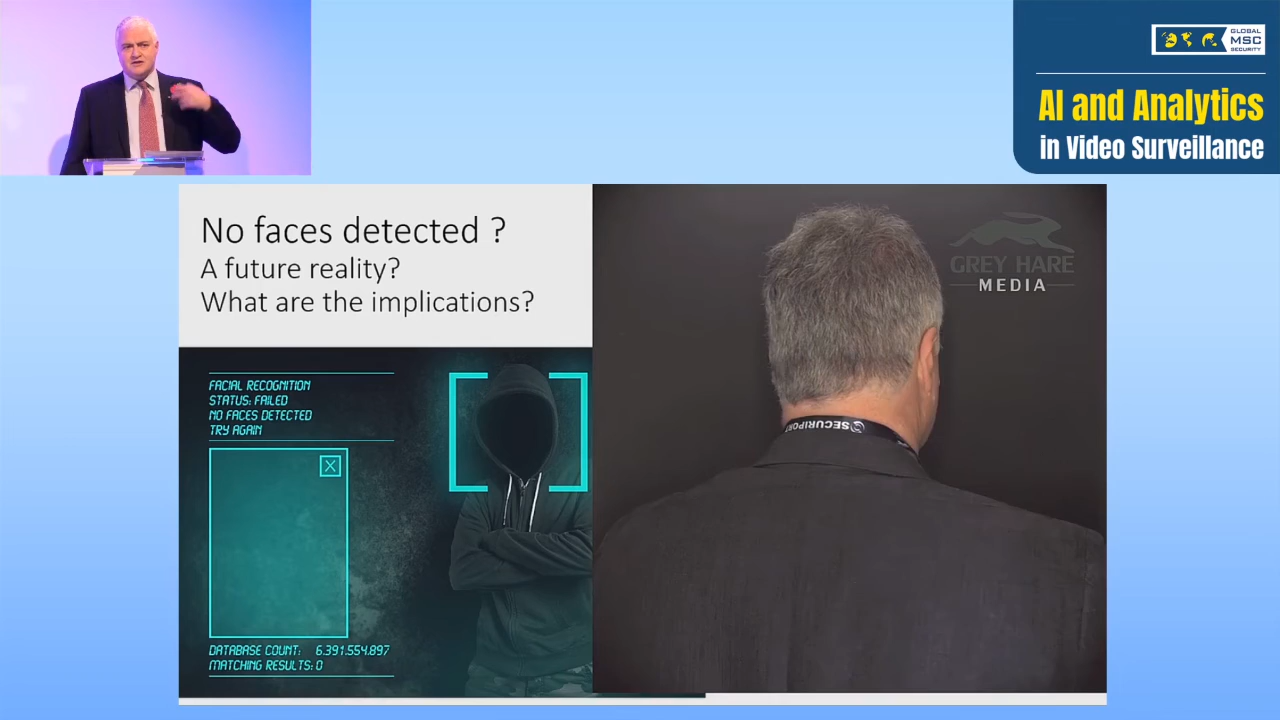 GLOBAL
MSC
SECURITY
AI and Analytics
in Video Surveillance
No faces detected ?
A future reality?
What are the implications?
GREY HARE
MEDIA
FACIAL RECOGNITION
STATUS: FAILED
NO FACES DETECTED
TRY AGAIN
SECURIPORT
DATABASE COUNT: 6.391.554.897
MATCHING RESULTS: 0